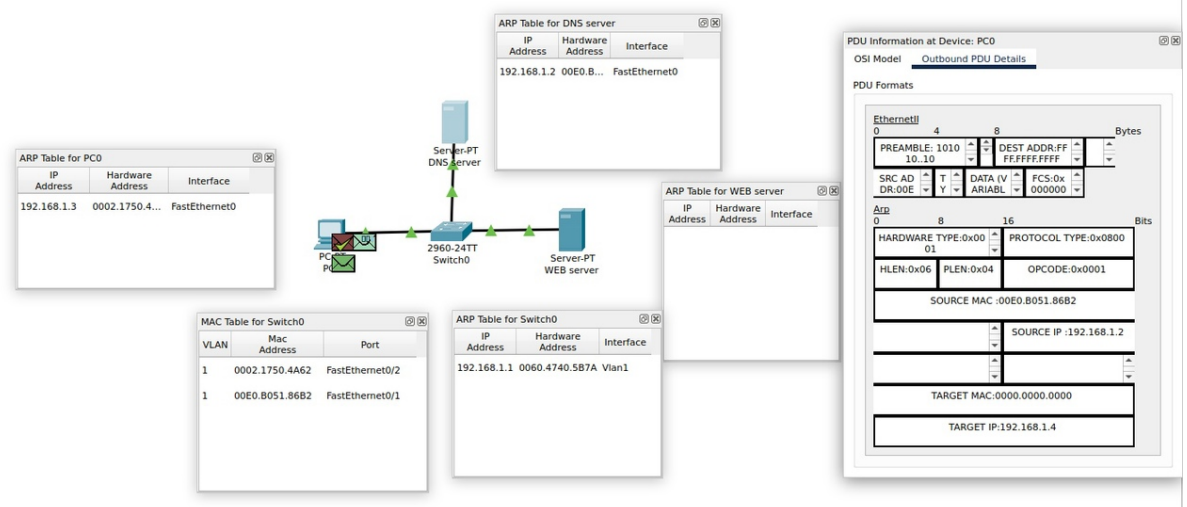 ARP Table for DNS server
IP Address Hardware Address Interface
192.168.1.2 00E0.B... FastEthernet0
Server-PT
DNS server
ARP Table for PC0
IP Address Hardware Address Interface
192.168.1.3 0002.1750.4... FastEthernet0
2960-24TT
Switch0
Server-PT
WEB server
ARP Table for WEB server
IP Address Hardware Address Interface
MAC Table for Switch0
VLAN Mac Address Port
1 0002.1750.4A62 FastEthernet0/2
1 00E0.B051.86B2 FastEthernet0/1
ARP Table for Switch0
IP Address Hardware Address Interface
192.168.1.1 0060.4740.5B7A Vlan1
PDU Information at Device: PC0
OSI Model Outbound PDU Details
PDU Formats
EthernetII
0 4 8 Bytes
PREAMBLE: 1010 DEST ADDR:FF
10..10 FF.FFFF.FFFF
SRC AD T DATA (V FCS:0x
DR:00E Y ARIABL 000000
Arp
0 8 16 Bits
HARDWARE TYPE:0x00 PROTOCOL TYPE:0x0800
01
HLEN:0x06 PLEN:0x04 OPCODE:0x0001
SOURCE MAC :00E0.B051.86B2
SOURCE IP :192.168.1.2
TARGET MAC:0000.0000.0000
TARGET IP:192.168.1.4